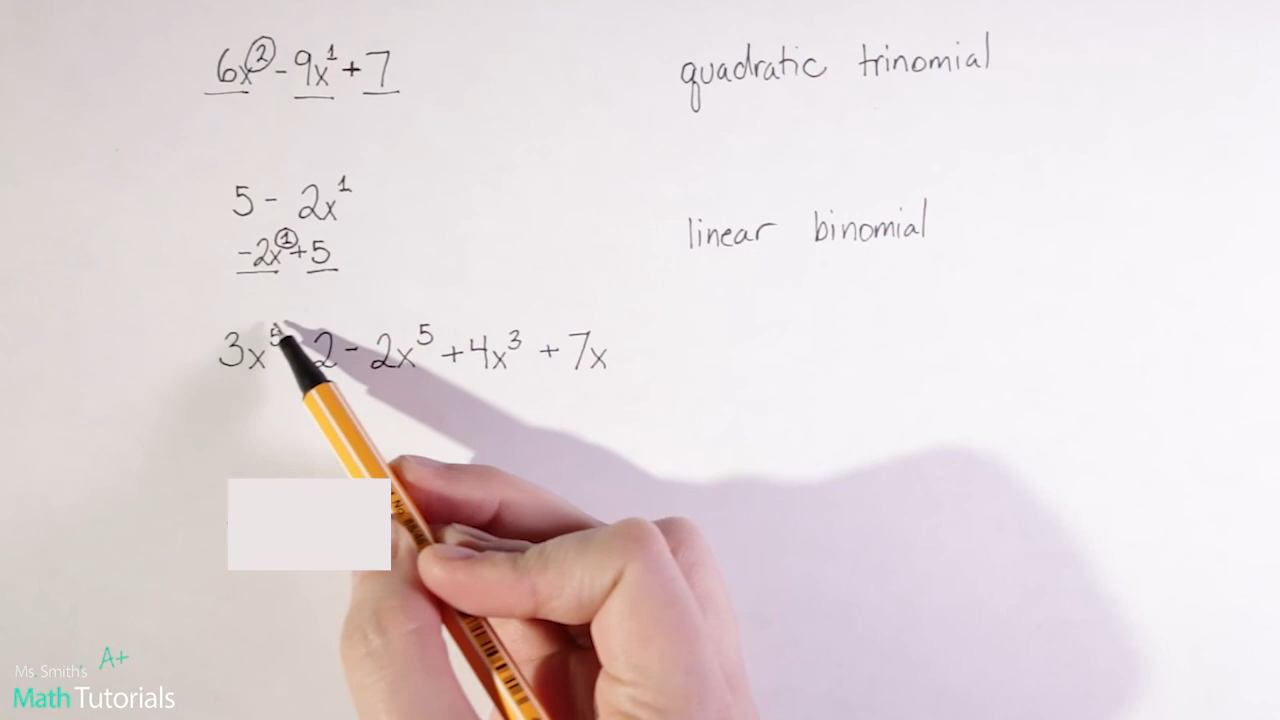 6x² - 9x¹ + 7 quadratic trinomial
5 - 2x¹
-2x¹ + 5 linear binomial
3x⁵ 2 - 2x⁵ + 4x³ + 7x
Ms. Smith's A+
Math Tutorials